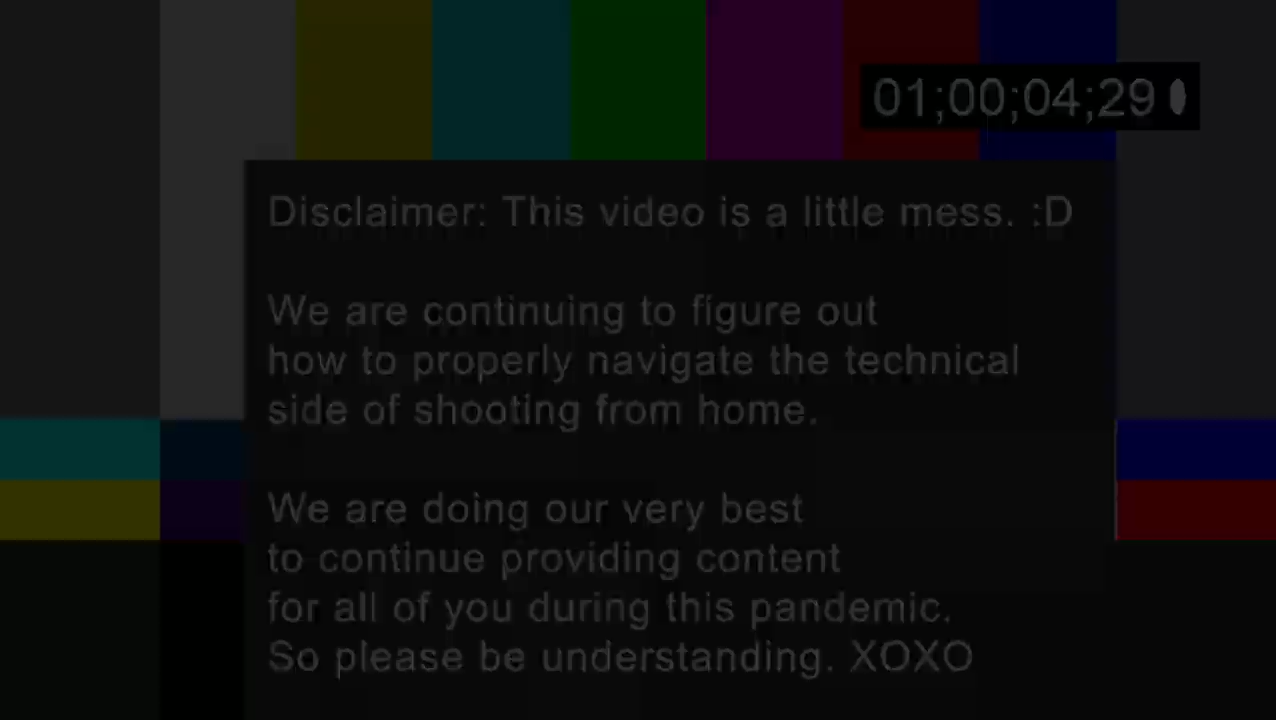 01;00;04;29
Disclaimer: This video is a little mess. :D
We are continuing to figure out
how to properly navigate the technical
side of shooting from home.
We are doing our very best
to continue providing content
for all of you during this pandemic.
So please be understanding. XOXO